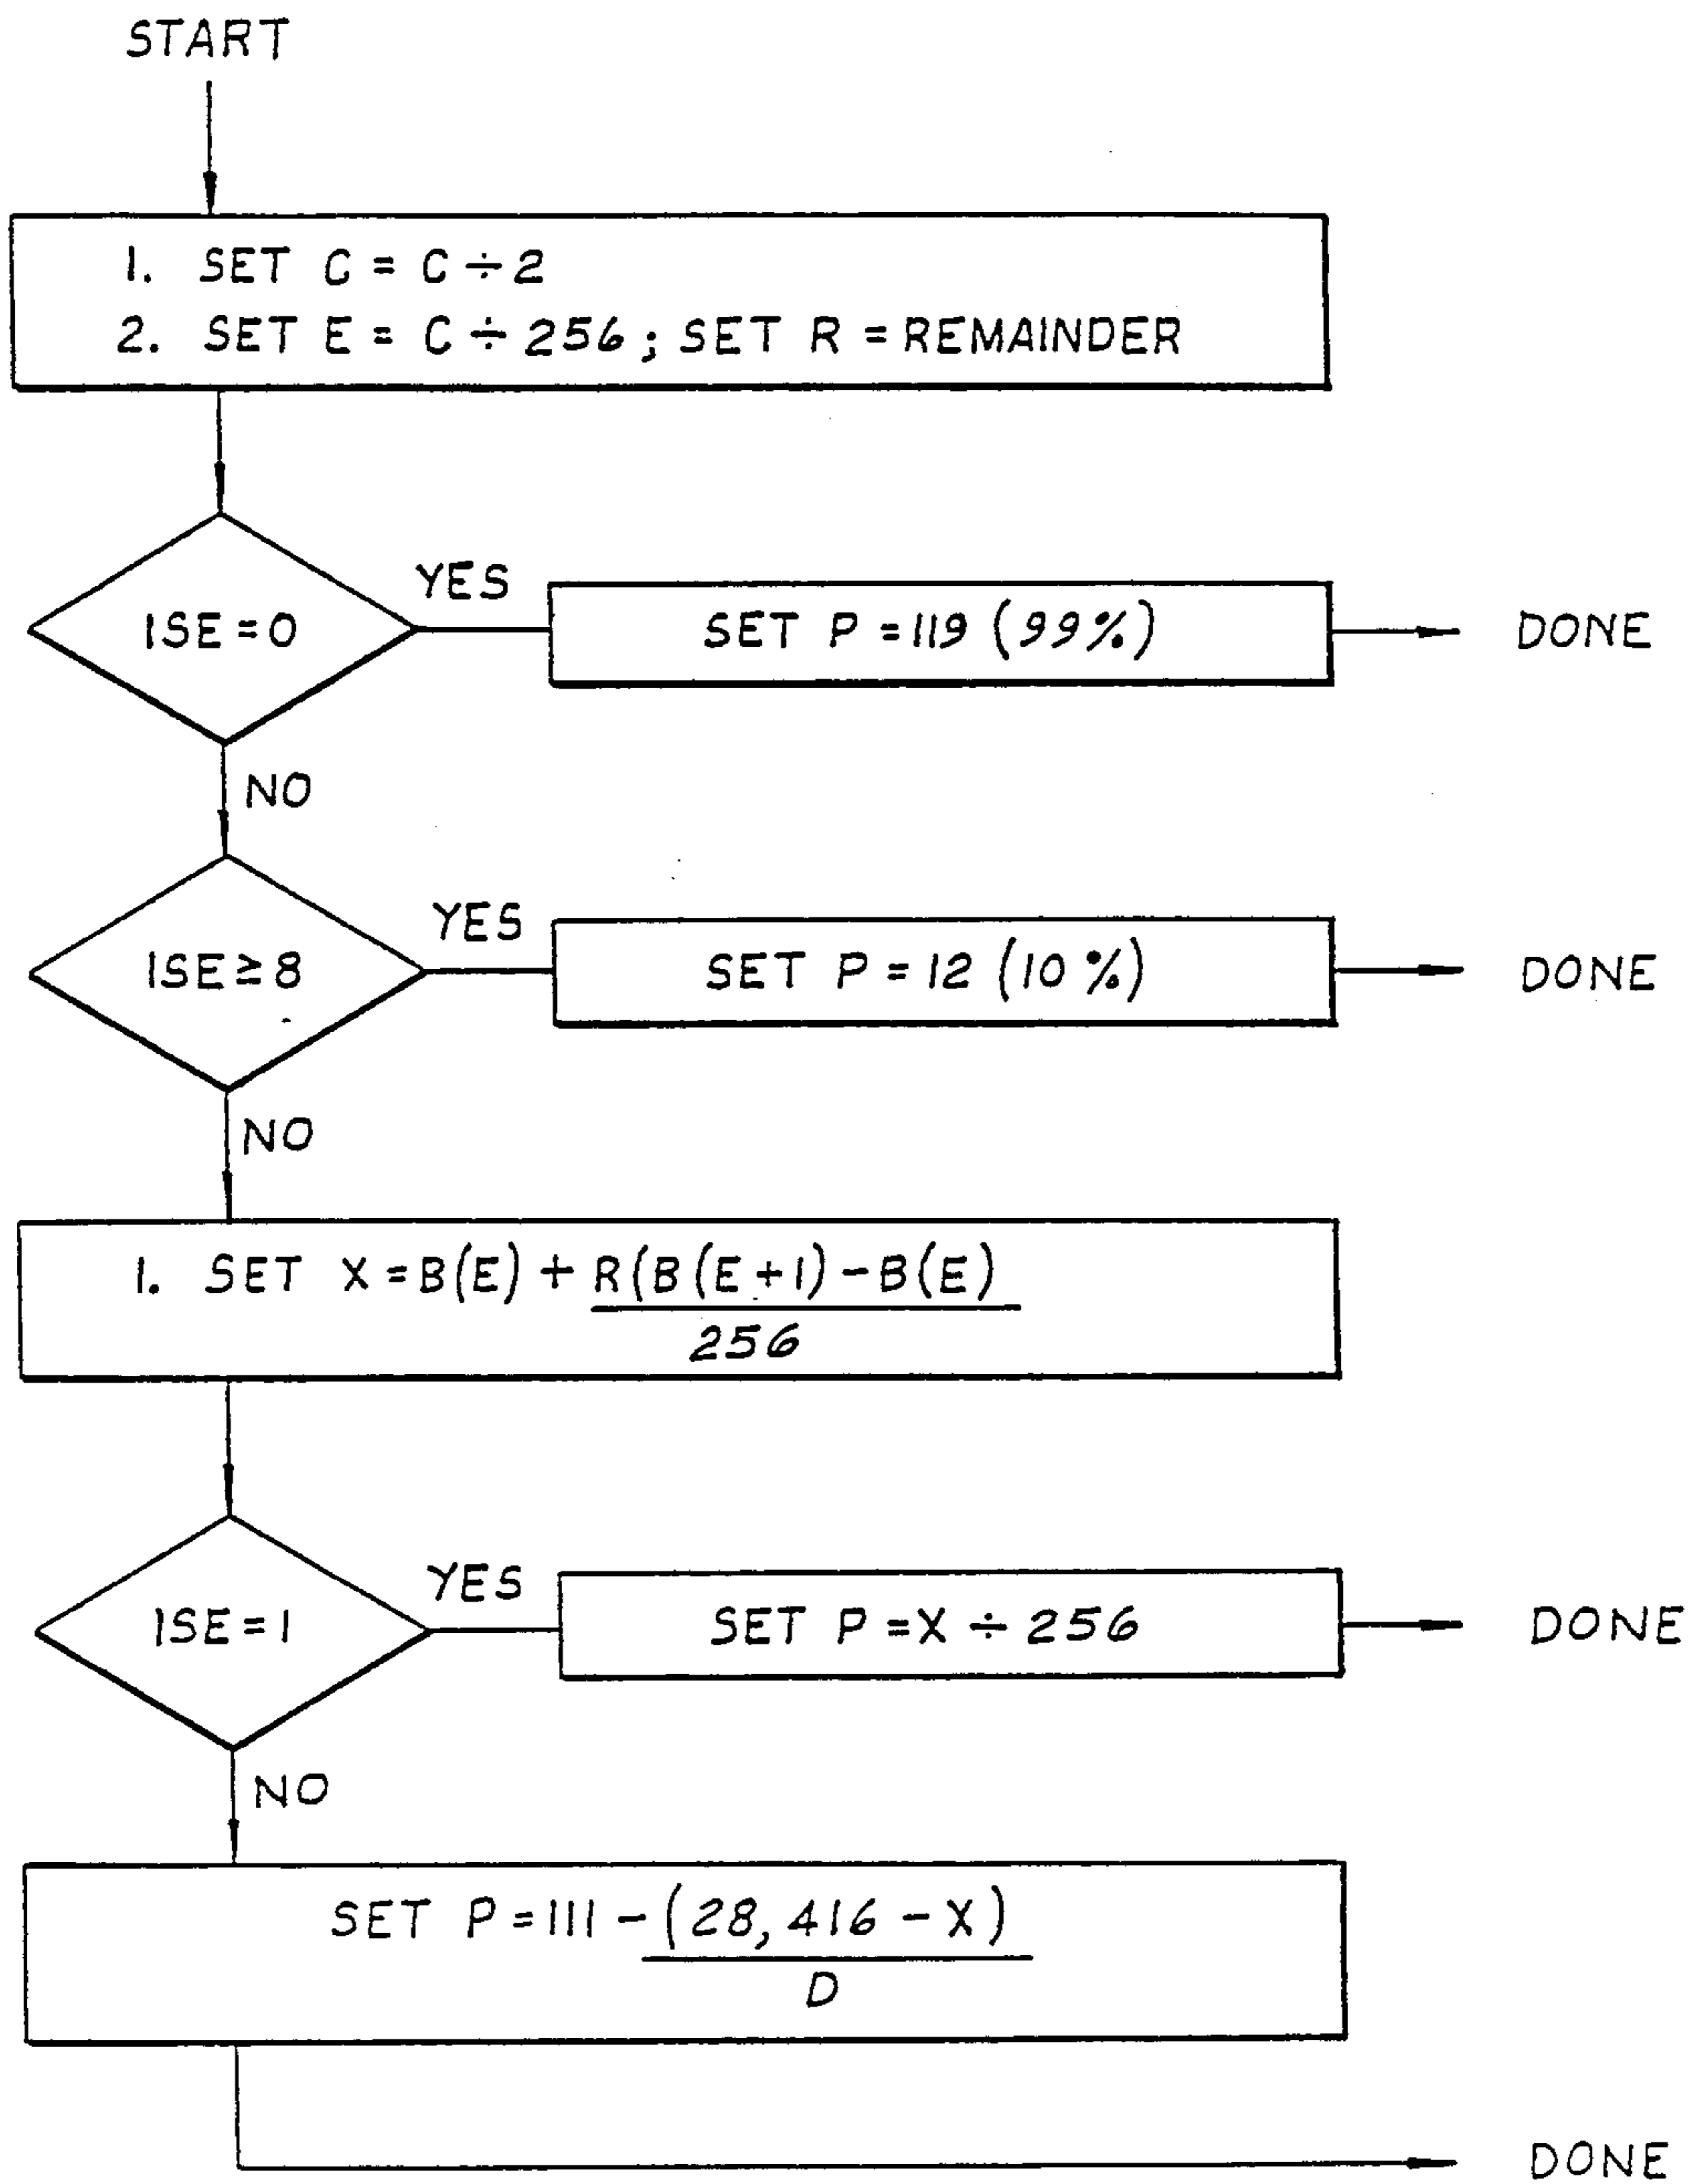 START
1. SET C = C ÷ 2
2. SET E = C ÷ 256; SET R = REMAINDER
YES
ISE = 0
SET P = 119 (99%)
DONE
NO
YES
ISE ≥ 8
SET P = 12 (10%)
DONE
NO
1. SET X = B(E) + R(B(E+1) - B(E)
256
YES
ISE = 1
SET P = X ÷ 256
DONE
NO
SET P = 111 - (28,416 - X)
D
DONE